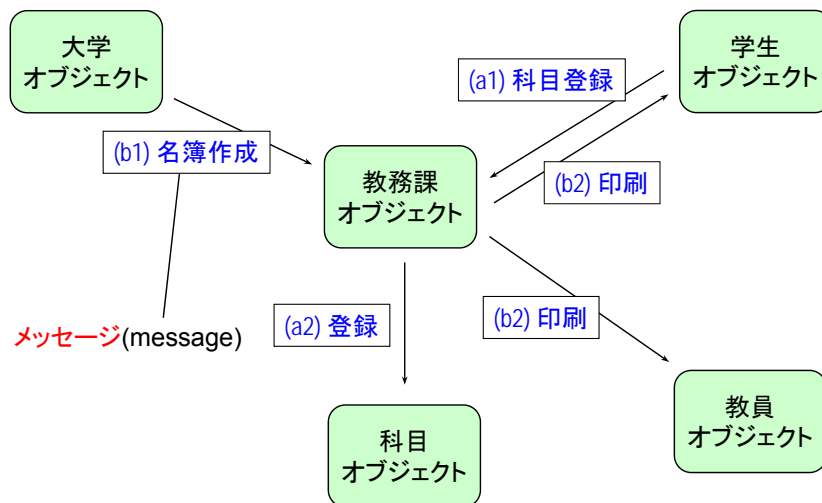 大学
オブジェクト
学生
オブジェクト
(a1) 科目登録
(b1) 名簿作成
教務課
オブジェクト
(b2) 印刷
メッセージ(message)
(a2) 登録
(b2) 印刷
教員
オブジェクト
科目
オブジェクト